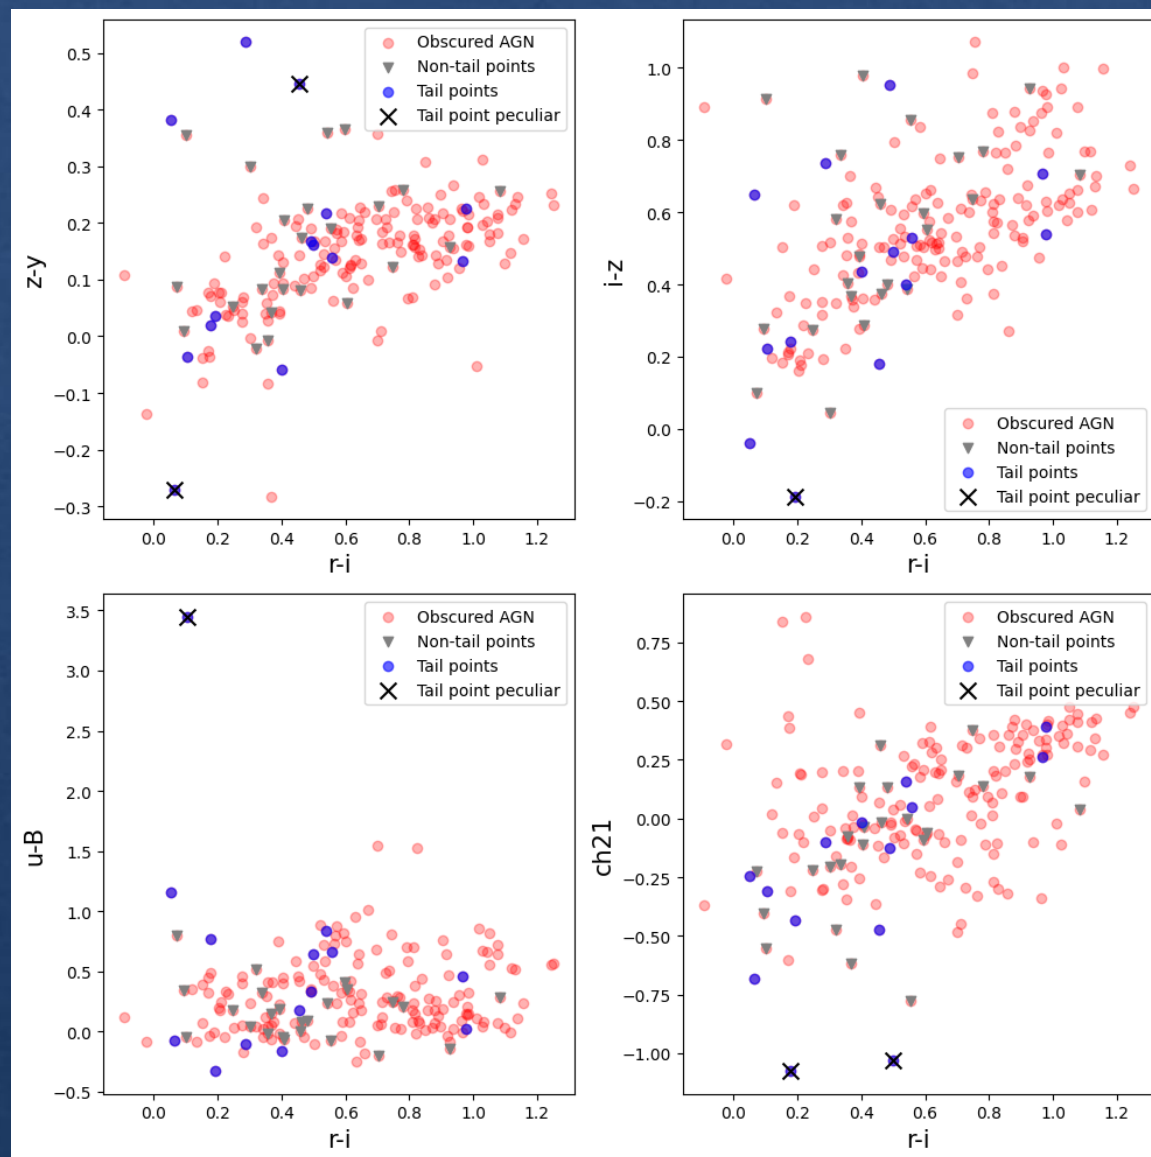 0.5
0.4
0.3
0.2
0.1
0.0
−0.1
−0.2
−0.3
z-y
0.0 0.2 0.4 0.6 0.8 1.0 1.2
r-i
Obscured AGN
Non-tail points
Tail points
Tail point peculiar
1.0
0.8
0.6
0.4
0.2
0.0
−0.2
i-z
0.0 0.2 0.4 0.6 0.8 1.0 1.2
r-i
Obscured AGN
Non-tail points
Tail points
Tail point peculiar
3.5
3.0
2.5
2.0
1.5
1.0
0.5
0.0
−0.5
u-B
0.0 0.2 0.4 0.6 0.8 1.0 1.2
r-i
Obscured AGN
Non-tail points
Tail points
Tail point peculiar
0.75
0.50
0.25
0.00
−0.25
−0.50
−0.75
−1.00
ch21
0.0 0.2 0.4 0.6 0.8 1.0 1.2
r-i
Obscured AGN
Non-tail points
Tail points
Tail point peculiar